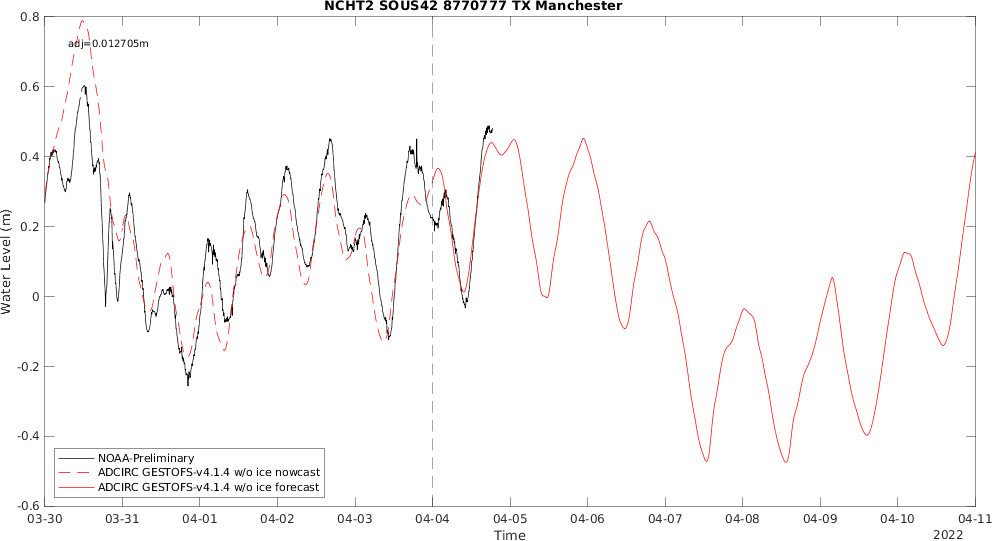 NCHT2 SOUS42 8770777 TX Manchester
adj=0.012705m
0.8
0.6
0.4
0.2
0
-0.2
-0.4
-0.6
Water Level (m)
NOAA-Preliminary
ADCIRC GESTOFS-v4.1.4 w/o ice nowcast
ADCIRC GESTOFS-v4.1.4 w/o ice forecast
03-30 03-31 04-01 04-02 04-03 04-04 04-05 04-06 04-07 04-08 04-09 04-10 04-11
Time
2022